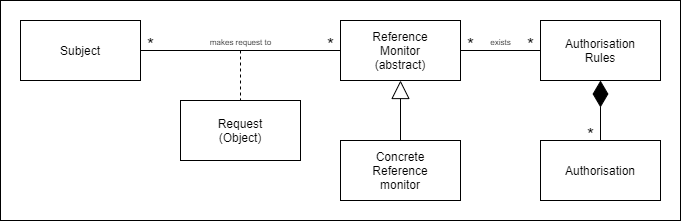 Subject
* makes request to *
Reference
Monitor
(abstract)
* exists *
Authorisation
Rules
Request
(Object)
Concrete
Reference
monitor
*
Authorisation